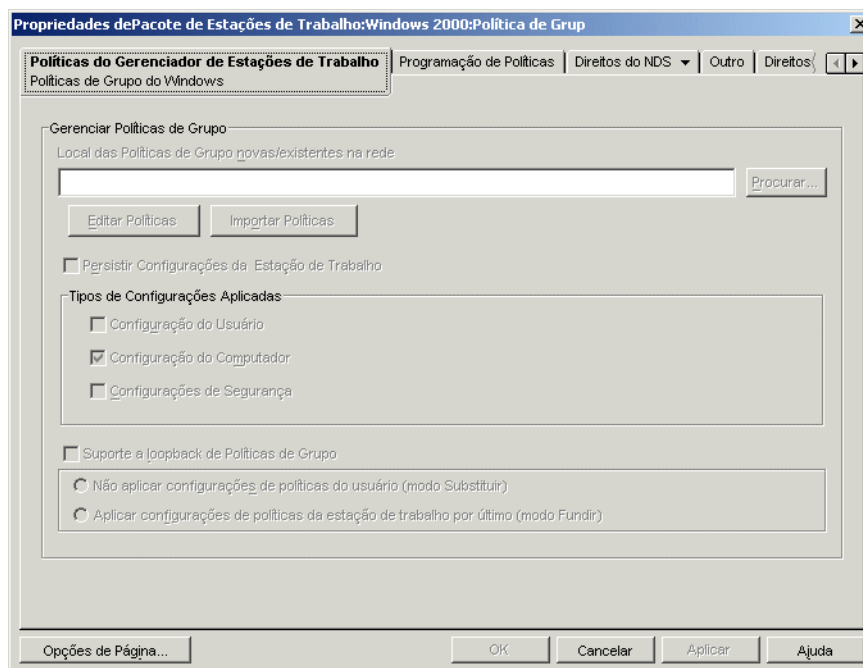 Propriedades dePacote de Estações de Trabalho:Windows 2000:Política de Grup
Políticas do Gerenciador de Estações de Trabalho
Programação de Políticas
Direitos do NDS
Outro
Direitos
Políticas de Grupo do Windows
Gerenciar Políticas de Grupo
Local das Políticas de Grupo novas/existentes na rede
Procurar...
Editar Políticas
Importar Políticas
Persistir Configurações da Estação de Trabalho
Tipos de Configurações Aplicadas
Configuração do Usuário
Configuração do Computador
Configurações de Segurança
Suporte a loopback de Políticas de Grupo
Não aplicar configurações de políticas do usuário (modo Substituir)
Aplicar configurações de políticas da estação de trabalho por último (modo Fundir)
Opções de Página...
OK
Cancelar
Aplicar
Ajuda